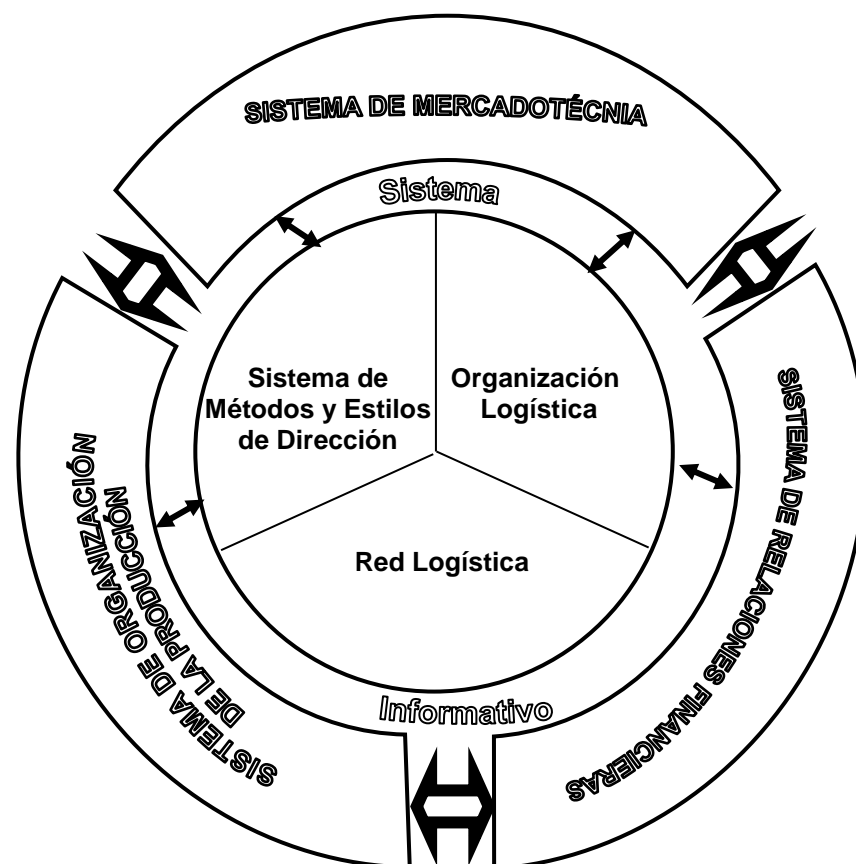 SISTEMA DE MERCADOTÉCNIA
Sistema
Sistema de
Métodos y Estilos
de Dirección
Organización
Logística
Red Logística
Informativo
SISTEMA DE ORGANIZACIÓN
DE LA PRODUCCIÓN
SISTEMA DE RELACIONES FINANCIERAS